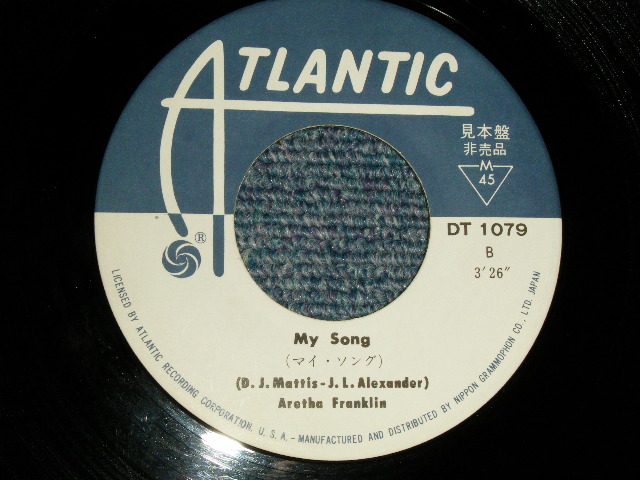 ATLANTIC
見本盤
非売品
M
45
DT 1079
B
3′26″
®
My Song
(マイ・ソング)
(D. J. Mattis - J. L. Alexander)
Aretha Franklin
LICENSED BY ATLANTIC RECORDING CORPORATION, U. S. A. - MANUFACTURED AND DISTRIBUTED BY NIPPON GRAMMOPHON CO., LTD, JAPAN